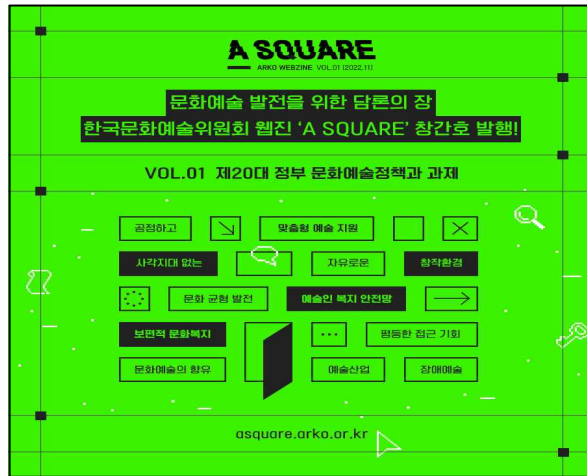 A SQUARE
ARKO WEBZINE VOL.01 [2022.11]
문화예술 발전을 위한 담론의 장
한국문화예술위원회 웹진 ‘A SQUARE’ 창간호 발행!
VOL.01 제20대 정부 문화예술정책과 과제
공정하고 맞춤형 예술 지원
사각지대 없는 자유로운 창작환경
문화 균형 발전 예술인 복지 안전망
보편적 문화복지 평등한 접근 기회
문화예술의 향유 예술산업 장애예술
asquare.arko.or.kr